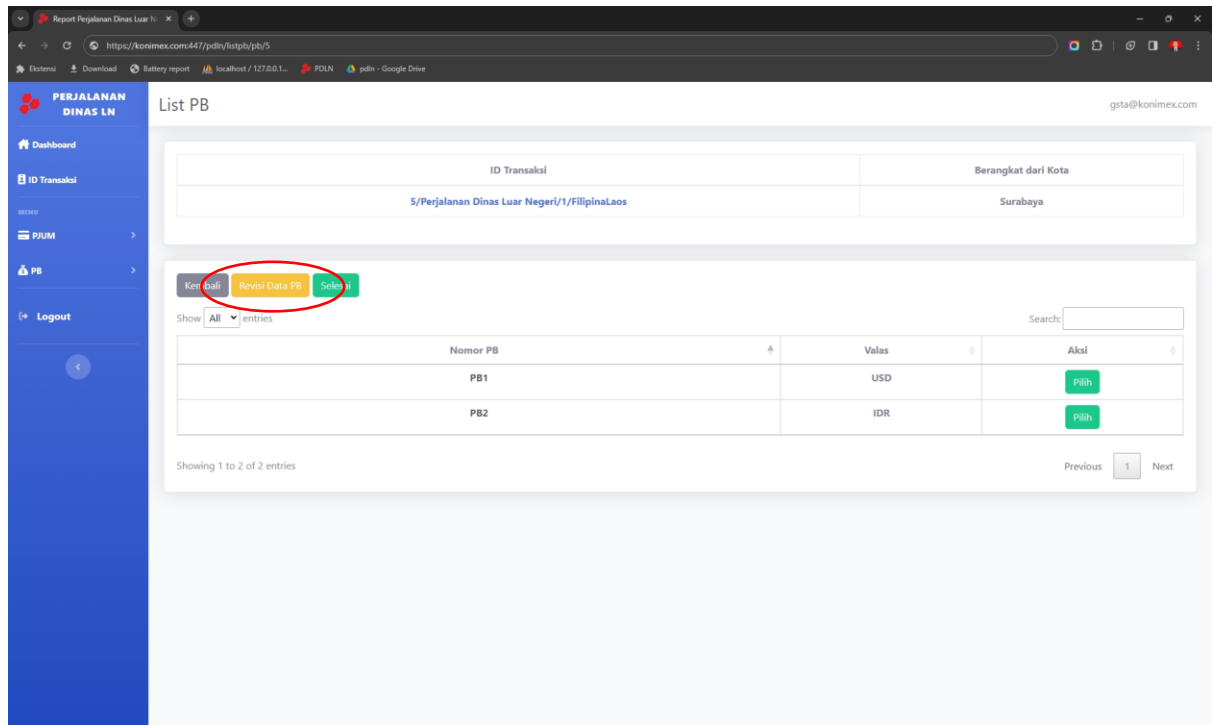 Report Perjalanan Dinas Luar N
https://konimex.com:447/pdln/listpb/pb/5
Ekstensi Download Battery report localhost / 127.0.0.1... PDLN pdln - Google Drive
PERJALANAN
DINAS LN
List PB
gsta@konimex.com
Dashboard
ID Transaksi
MENU
PJUM
PB
Logout
ID Transaksi Berangkat dari Kota
5/Perjalanan Dinas Luar Negeri/1/FilipinaLaos Surabaya
Kembali Revisi Data PB Selesai
Show All entries Search:
Nomor PB Valas Aksi
PB1 USD Pilih
PB2 IDR Pilih
Showing 1 to 2 of 2 entries Previous 1 Next